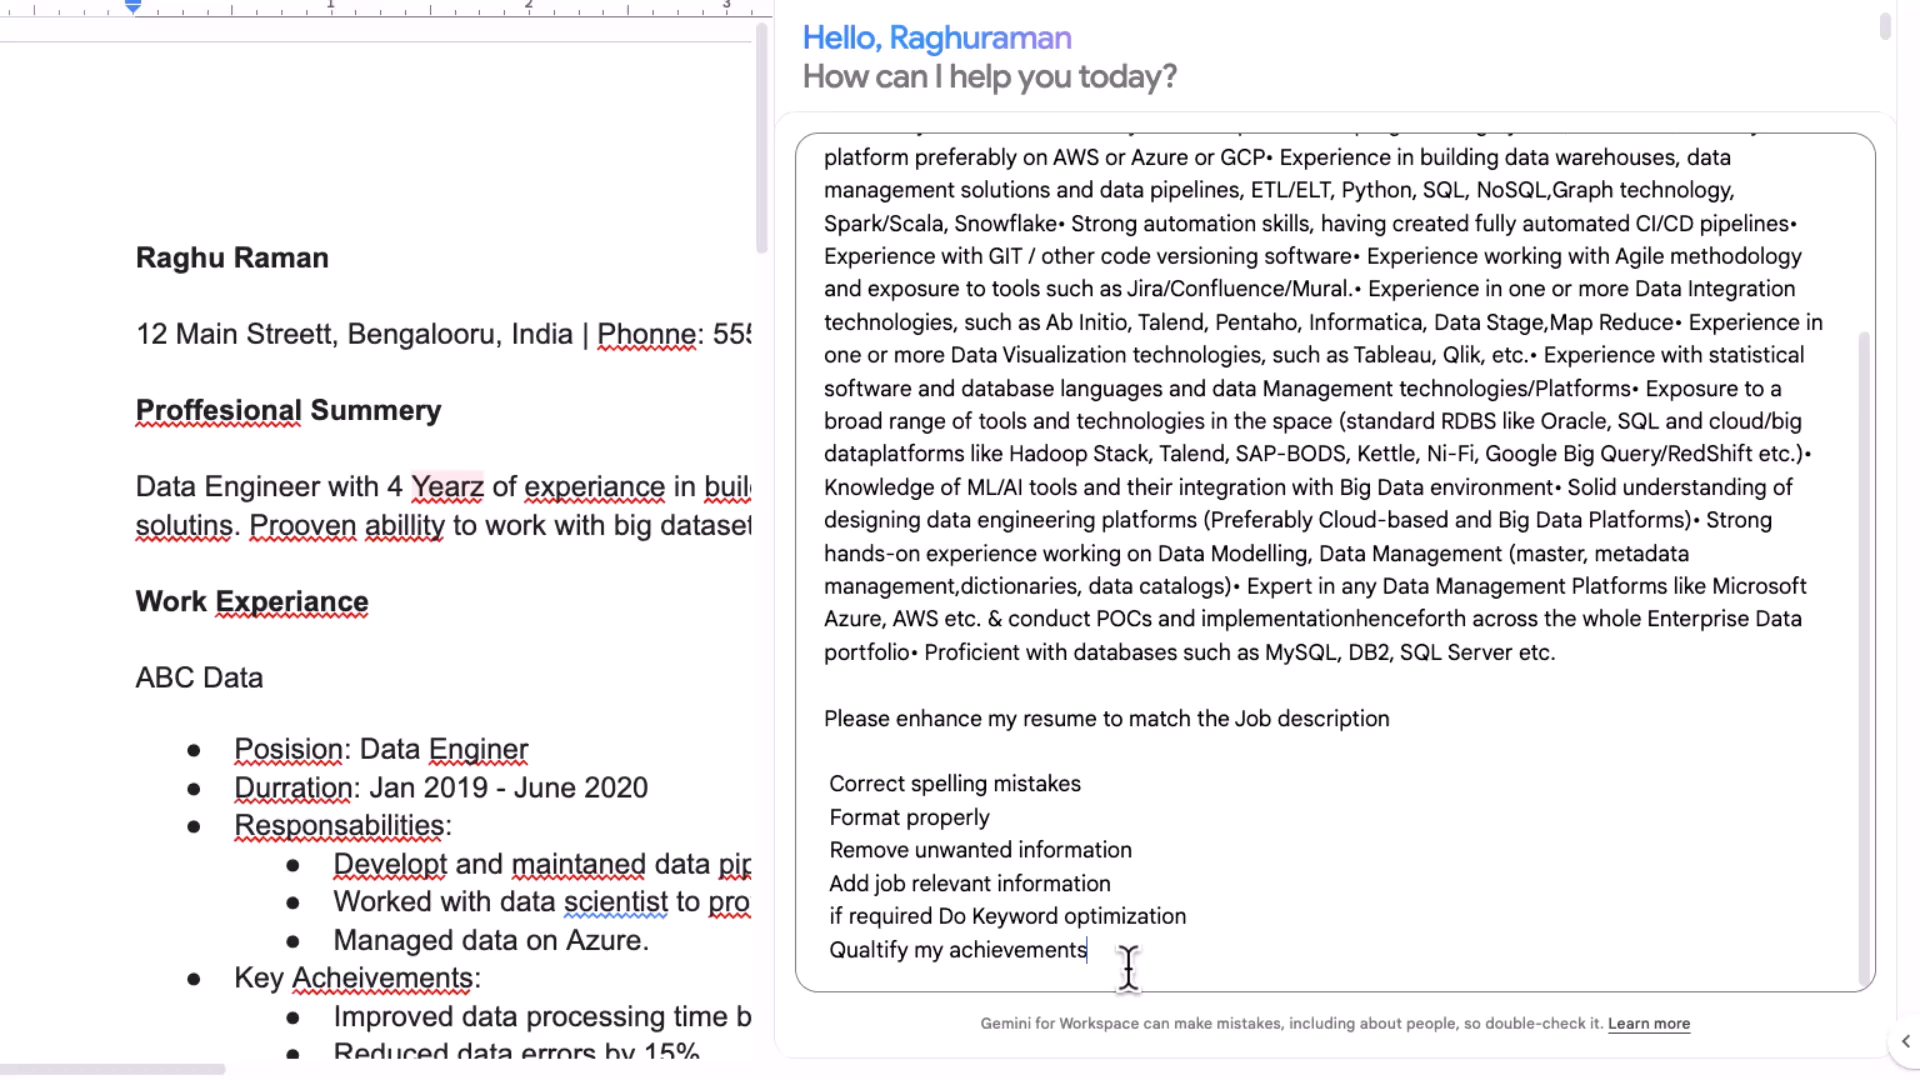 1
2
3
Raghu Raman
12 Main Streett, Bengalooru, India | Phonne: 555
Proffesional Summery
Data Engineer with 4 Yearz of experiance in buil
solutins. Prooven abillity to work with big dataset
Work Experiance
ABC Data
● Posision: Data Enginer
● Durration: Jan 2019 - June 2020
● Responsabilities:
● Developt and maintaned data pip
● Worked with data scientist to pro
● Managed data on Azure.
● Key Acheivements:
● Improved data processing time b
● Reduced data errors by 15%
Hello, Raghuraman
How can I help you today?
platform preferably on AWS or Azure or GCP• Experience in building data warehouses, data
management solutions and data pipelines, ETL/ELT, Python, SQL, NoSQL,Graph technology,
Spark/Scala, Snowflake• Strong automation skills, having created fully automated CI/CD pipelines•
Experience with GIT / other code versioning software• Experience working with Agile methodology
and exposure to tools such as Jira/Confluence/Mural.• Experience in one or more Data Integration
technologies, such as Ab Initio, Talend, Pentaho, Informatica, Data Stage,Map Reduce• Experience in
one or more Data Visualization technologies, such as Tableau, Qlik, etc.• Experience with statistical
software and database languages and data Management technologies/Platforms• Exposure to a
broad range of tools and technologies in the space (standard RDBS like Oracle, SQL and cloud/big
dataplatforms like Hadoop Stack, Talend, SAP-BODS, Kettle, Ni-Fi, Google Big Query/RedShift etc.)•
Knowledge of ML/AI tools and their integration with Big Data environment• Solid understanding of
designing data engineering platforms (Preferably Cloud-based and Big Data Platforms)• Strong
hands-on experience working on Data Modelling, Data Management (master, metadata
management,dictionaries, data catalogs)• Expert in any Data Management Platforms like Microsoft
Azure, AWS etc. & conduct POCs and implementationhenceforth across the whole Enterprise Data
portfolio• Proficient with databases such as MySQL, DB2, SQL Server etc.
Please enhance my resume to match the Job description
Correct spelling mistakes
Format properly
Remove unwanted information
Add job relevant information
if required Do Keyword optimization
Qualtify my achievements
Gemini for Workspace can make mistakes, including about people, so double-check it. Learn more